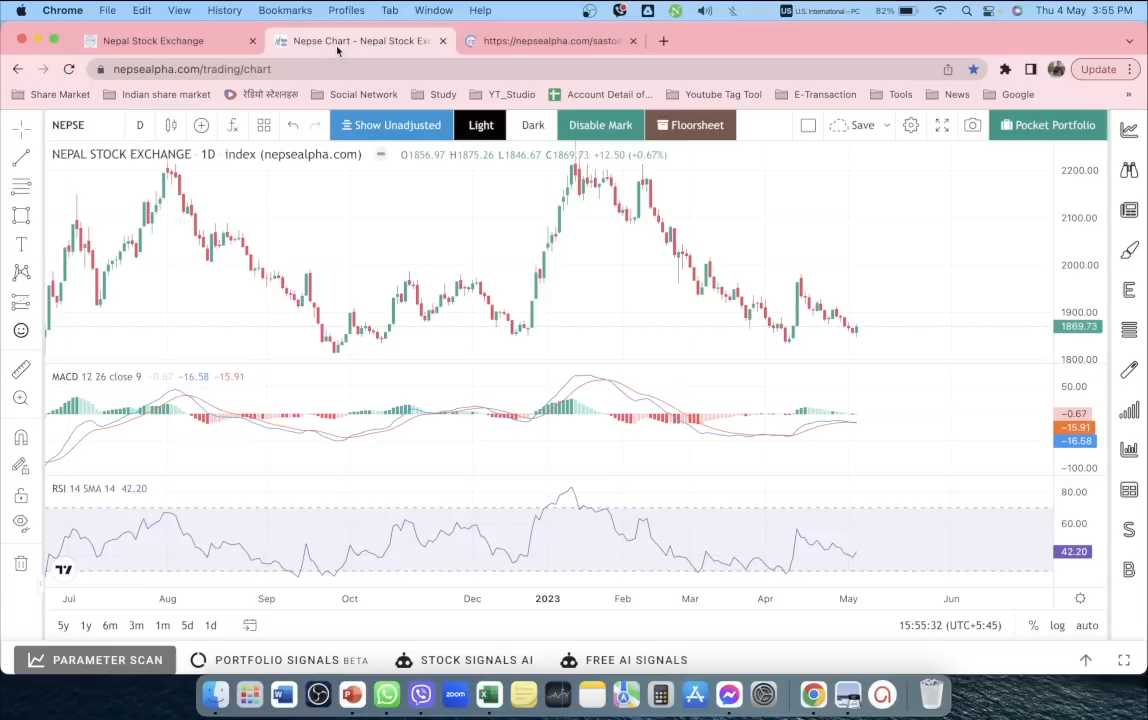 Chrome File Edit View History Bookmarks Profiles Tab Window Help U.S. International — PC 82% Thu 4 May 3:55 PM
Nepal Stock Exchange Nepse Chart - Nepal Stock Exc https://nepsealpha.com/sastoe
nepsealpha.com/trading/chart Update
Share Market Indian share market रेडियो स्टेशनहरू Social Network Study YT_Studio Account Detail of... Youtube Tag Tool E-Transaction Tools News Google »
NEPSE D Show Unadjusted Light Dark Disable Mark Floorsheet Save Pocket Portfolio
NEPAL STOCK EXCHANGE · 1D · index (nepsealpha.com) O1856.97 H1875.26 L1846.67 C1869.73 +12.50 (+0.67%)
2200.00
2100.00
2000.00
1900.00
1869.73
1800.00
MACD 12 26 close 9 −0.67 −16.58 −15.91
50.00
−0.67
−15.91
−16.58
−100.00
RSI 14 SMA 14 42.20
80.00
60.00
42.20
Jul Aug Sep Oct Dec 2023 Feb Mar Apr May Jun
5y 1y 6m 3m 1m 5d 1d 15:55:32 (UTC+5:45) % log auto
PARAMETER SCAN PORTFOLIO SIGNALS BETA STOCK SIGNALS AI FREE AI SIGNALS
E
S
B
zoom